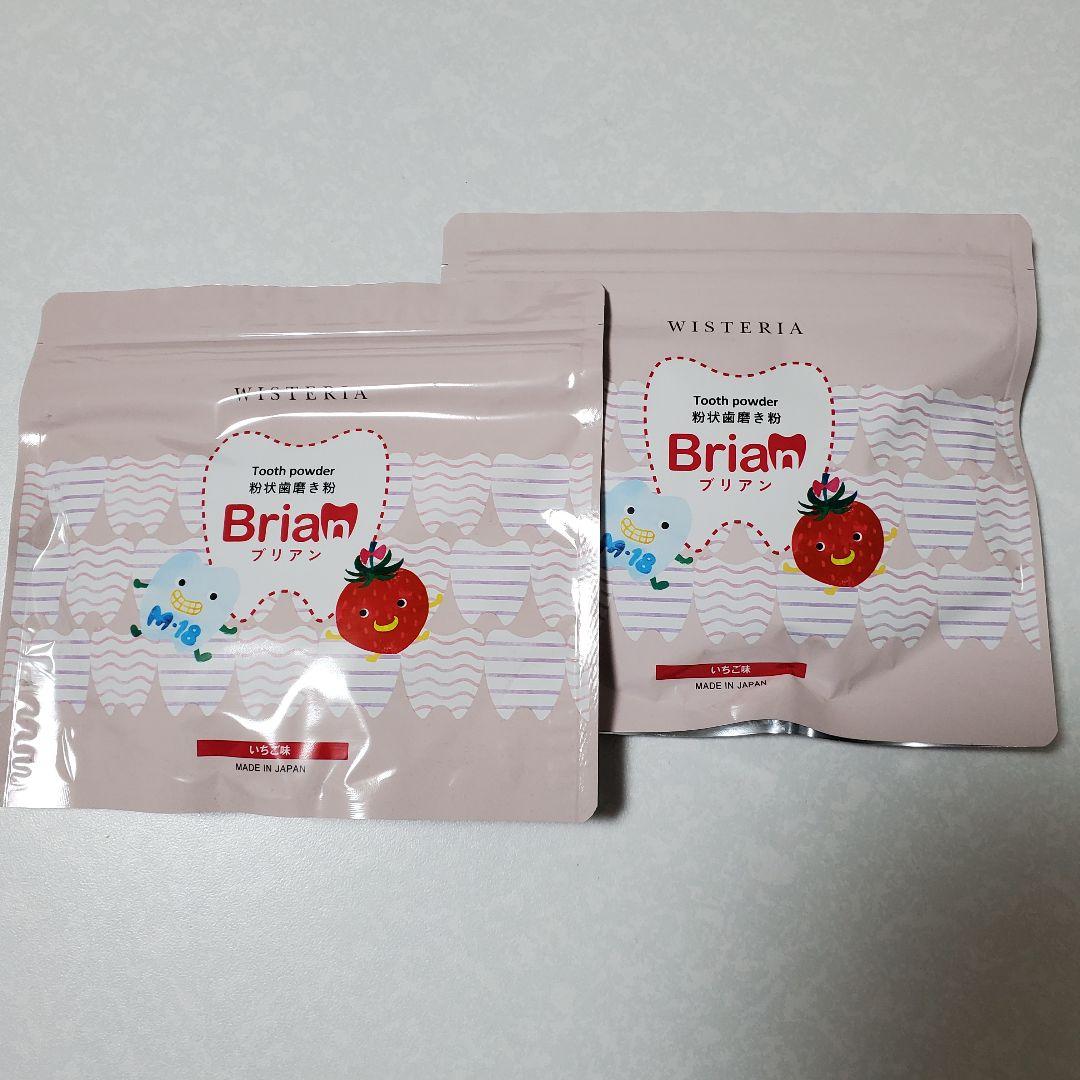 WISTERIA
Tooth powder
粉状歯磨き粉
Brian
ブリアン
M-18
いちご味
MADE IN JAPAN
WISTERIA
Tooth powder
粉状歯磨き粉
Brian
ブリアン
M-18
いちご味
MADE IN JAPAN